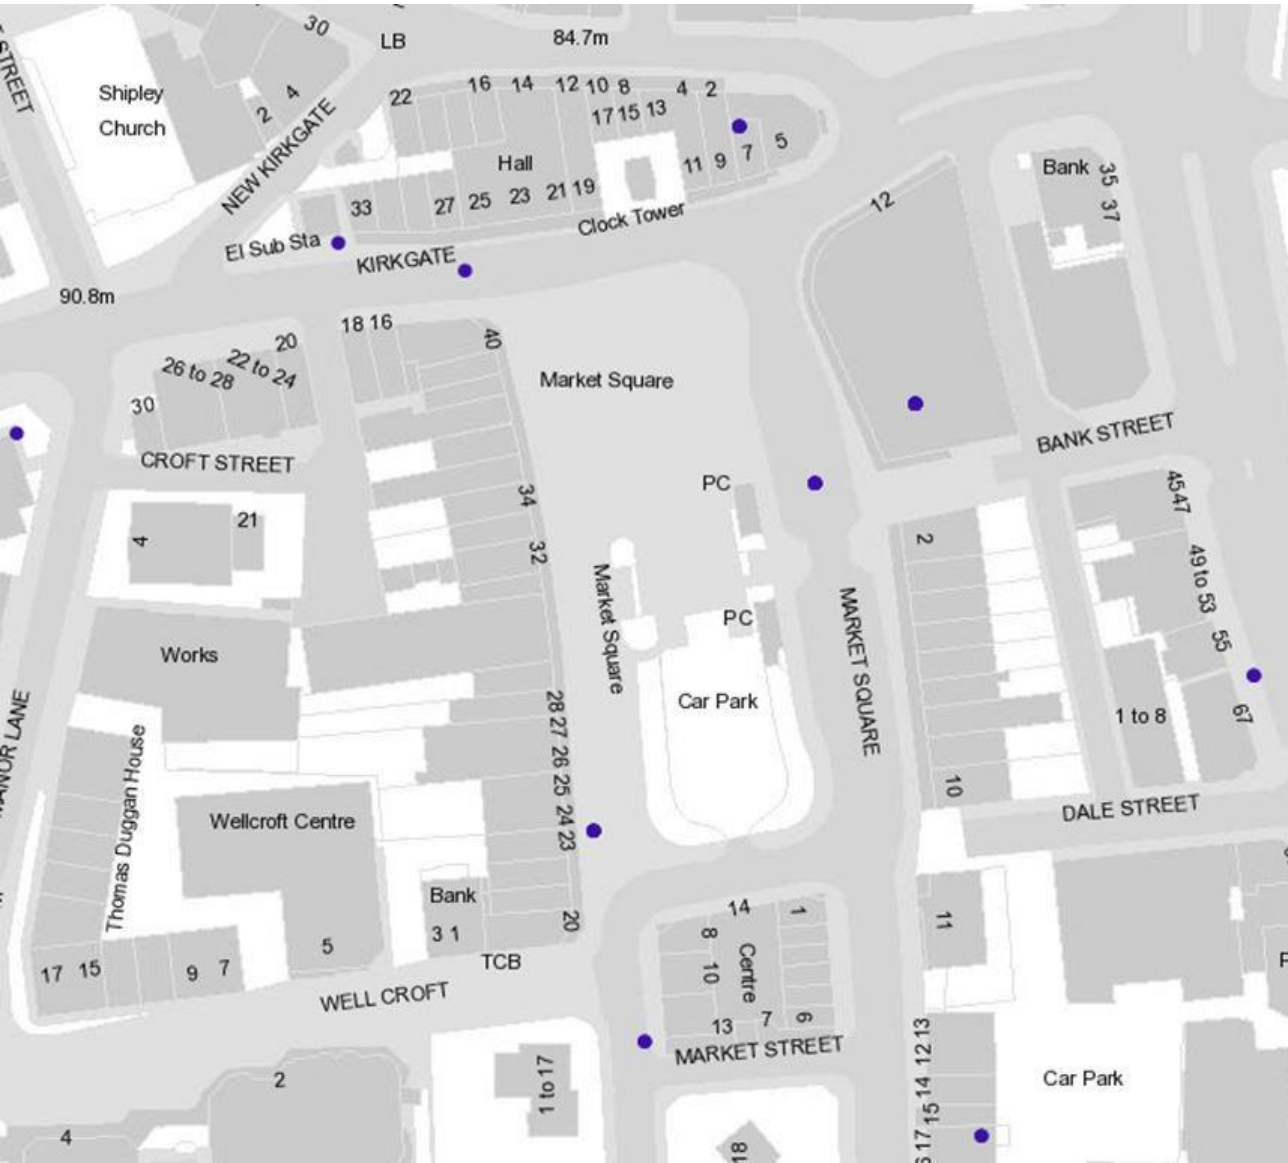 30
LB
84.7m
Shipley
Church
2
4
NEW KIRKGATE
22
16
14
12
10
8
4
2
17
15
13
Hall
11
9
7
5
33
27
25
23
21
19
Clock Tower
El Sub Sta
KIRKGATE
90.8m
12
Bank
35
37
18
16
40
20
22 to 24
26 to 28
30
CROFT STREET
Market Square
BANK STREET
PC
34
32
4
21
2
45
47
49 to 53
55
67
Market Square
PC
MARKET SQUARE
Works
Car Park
1 to 8
28
27
26
25
24
23
20
MANOR LANE
Thomas Duggan House
Wellcroft Centre
10
DALE STREET
Bank
3
1
TCB
5
17
15
9
7
WELL CROFT
14
1
8
10
Centre
13
7
6
MARKET STREET
11
13
12
14
15
17
Car Park
2
4
1 to 17
18
STREET